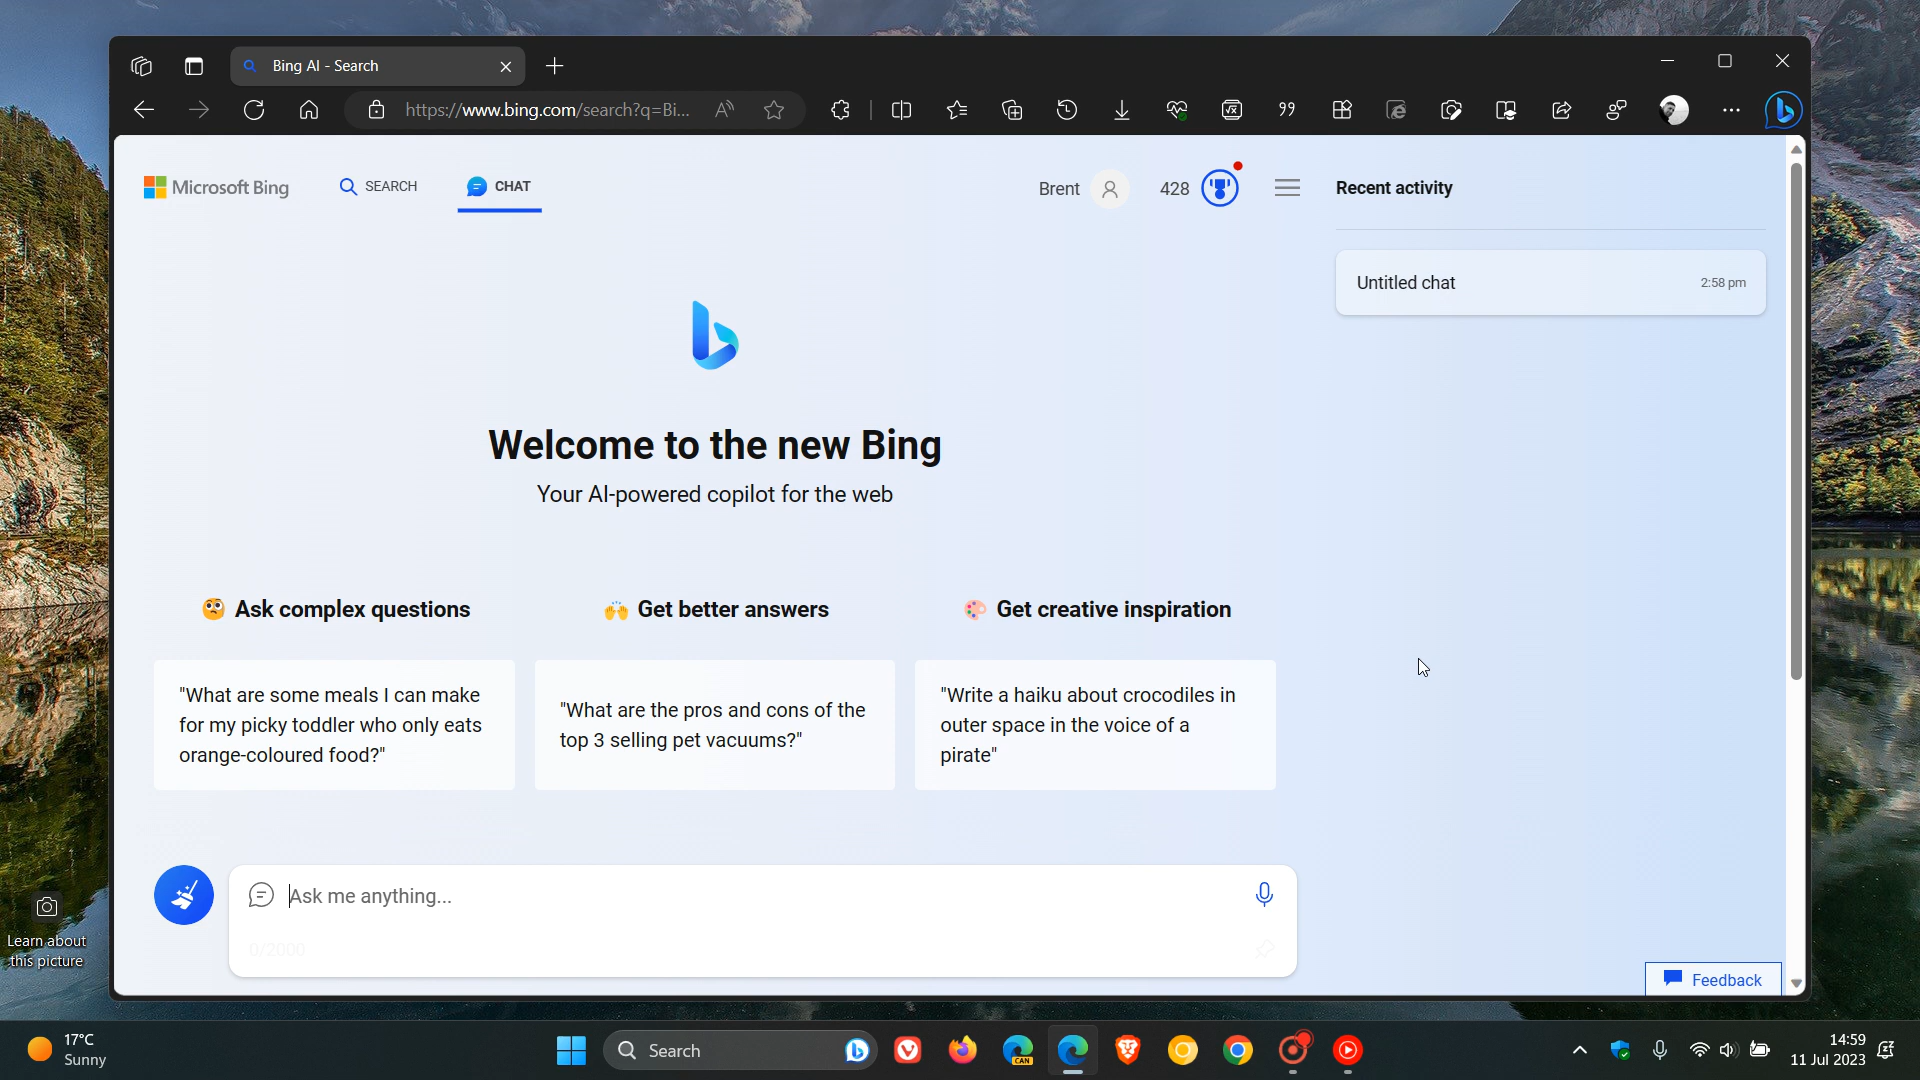 Bing AI - Search
https://www.bing.com/search?q=Bi...
Microsoft Bing
SEARCH
CHAT
Brent
428
Recent activity
Untitled chat
2:58 pm
Welcome to the new Bing
Your AI-powered copilot for the web
Ask complex questions
Get better answers
Get creative inspiration
"What are some meals I can make
for my picky toddler who only eats
orange-coloured food?"
"What are the pros and cons of the
top 3 selling pet vacuums?"
"Write a haiku about crocodiles in
outer space in the voice of a
pirate"
Ask me anything...
0/2000
Feedback
Learn about
this picture
17°C
Sunny
Search
CAN
14:59
11 Jul 2023